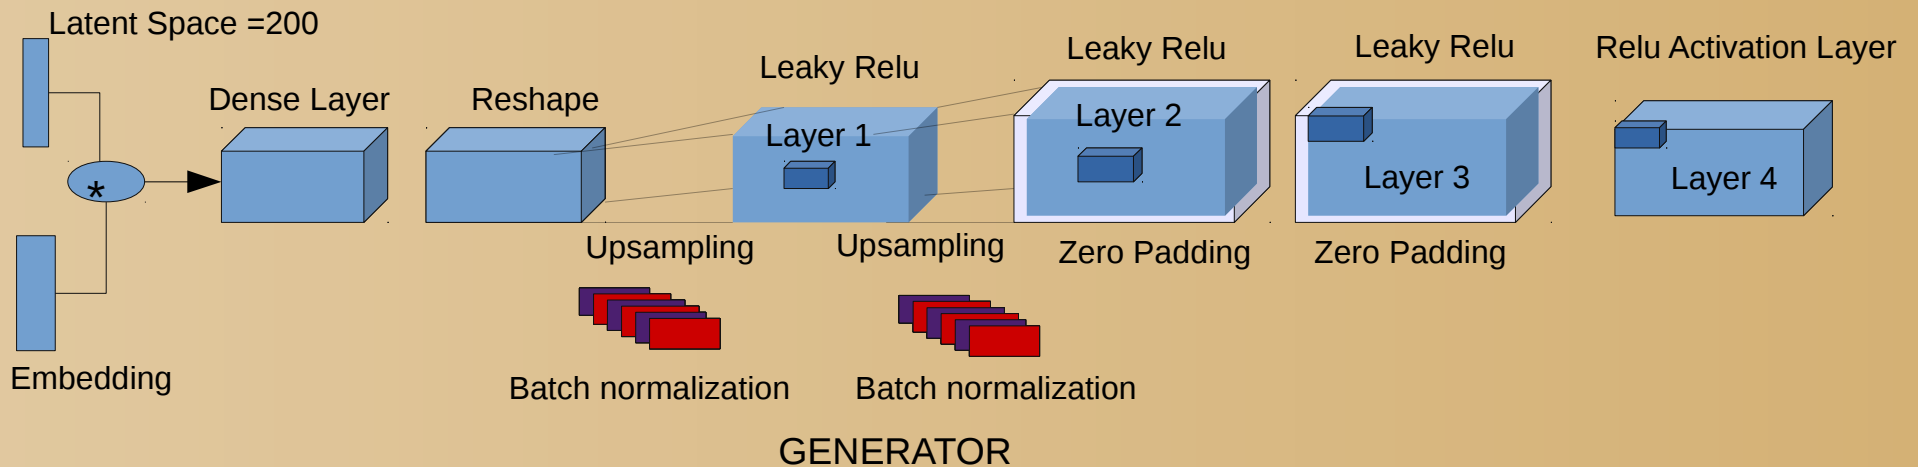 Latent Space =200
Dense Layer
Reshape
Leaky Relu
Leaky Relu
Leaky Relu
Relu Activation Layer
Layer 1
Layer 2
Layer 3
Layer 4
*
Upsampling
Upsampling
Zero Padding
Zero Padding
Embedding
Batch normalization
Batch normalization
GENERATOR